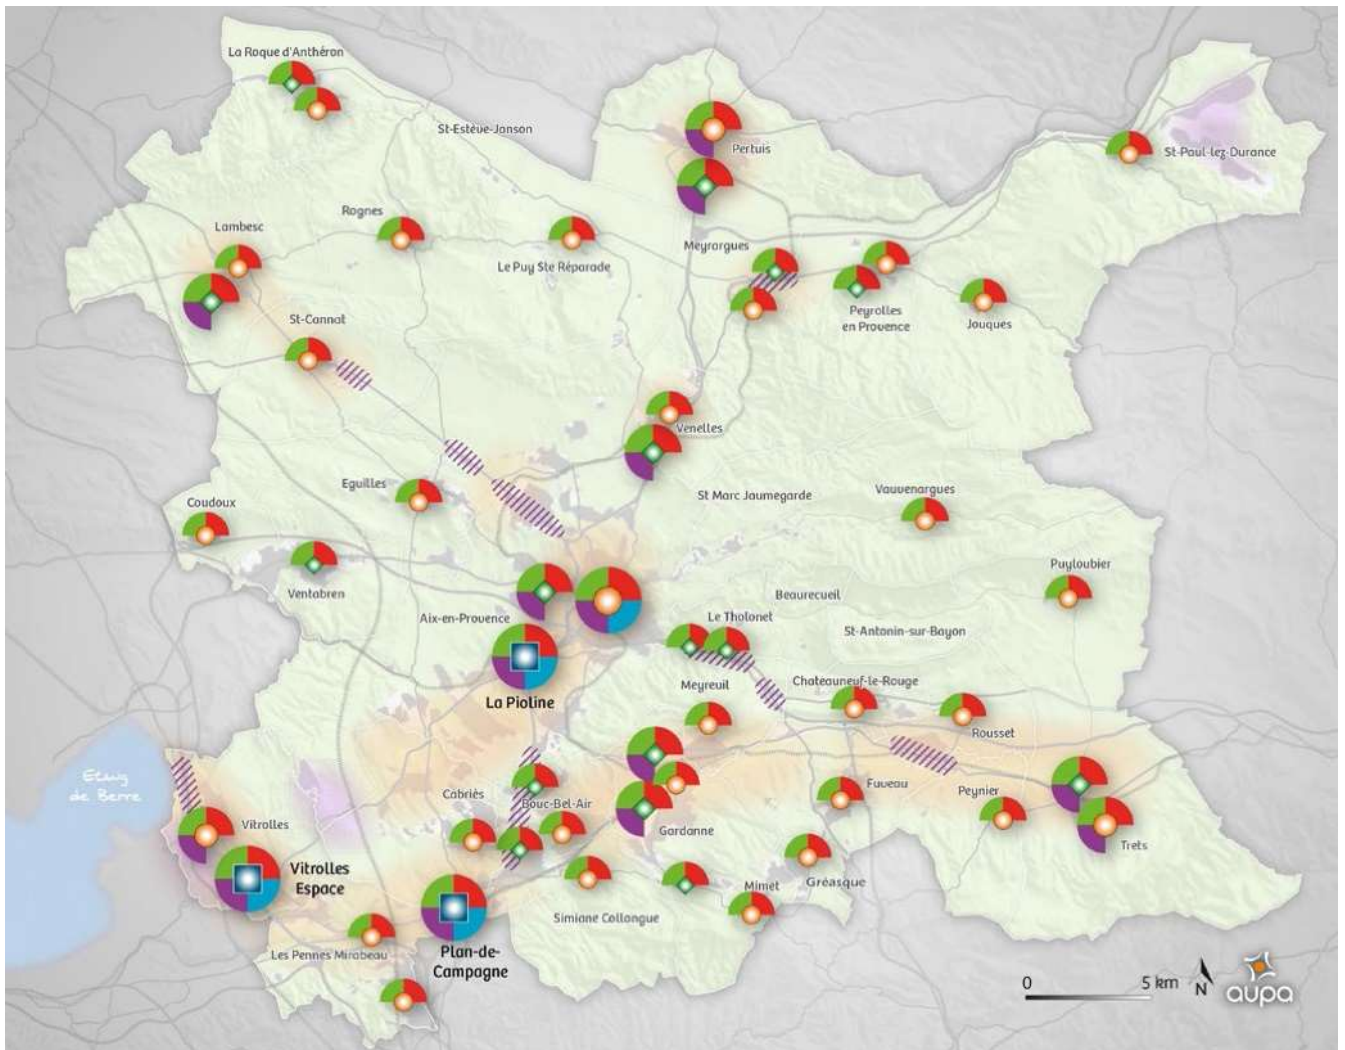 La Roque d'Anthéron
St-Estève-Janson
Pertuis
St-Paul-lez-Durance
Rognes
Lambesc
Meyrargues
Le Puy Ste Réparade
St-Cannat
Peyrolles
en Provence
Jouques
Venelles
Eguilles
St Marc Jaumegarde
Vauvenargues
Coudoux
Puyloubier
Ventabren
Beaurecueil
Aix-en-Provence
Le Tholonet
St-Antonin-sur-Bayon
Meyreuil
Chateauneuf-le-Rouge
La Pioline
Rousset
Etang
de Berre
Cabriès
Bouc-Bel-Air
Fuveau
Peynier
Vitrolles
Gardanne
Trets
Vitrolles
Espace
Mimet
Gréasque
Simiane Collongue
Les Pennes Mirabeau
Plan-de-
Campagne
0
5 km
N
aupa